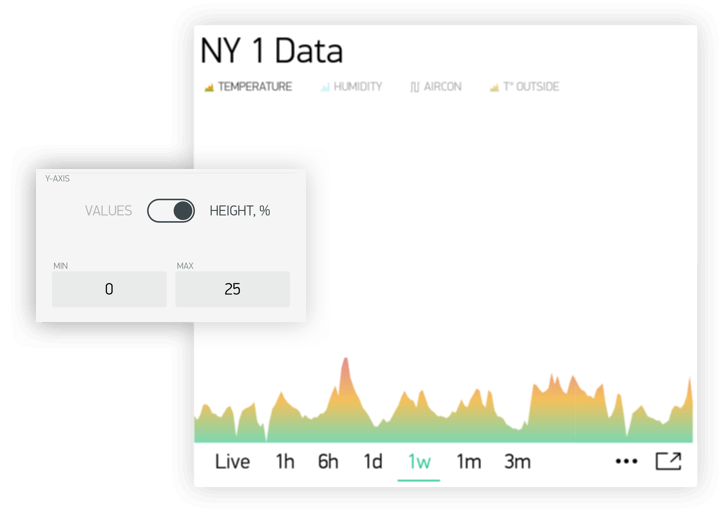 NY 1 Data
TEMPERATURE HUMIDITY AIRCON T° OUTSIDE
Y-AXIS
VALUES HEIGHT, %
MIN MAX
0 25
Live 1h 6h 1d 1w 1m 3m